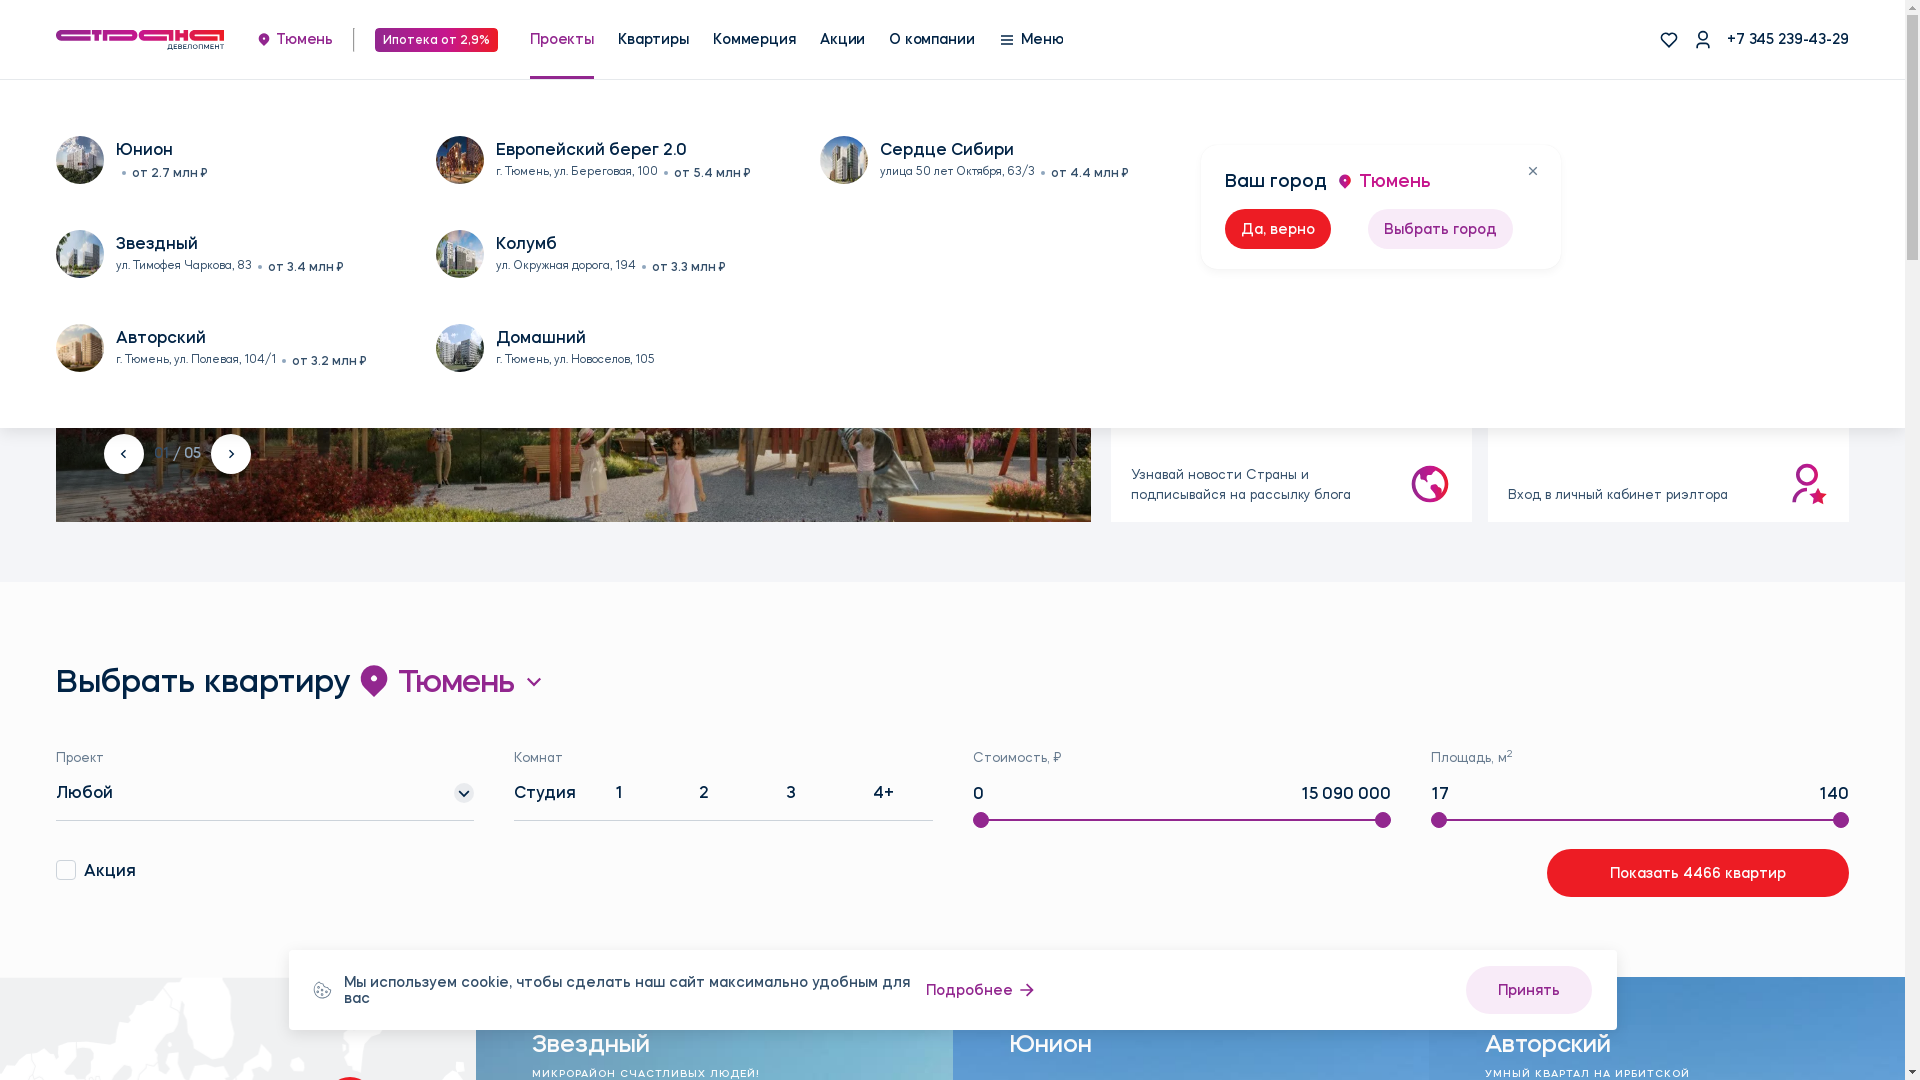 СТРАНА
ДЕВЕЛОПМЕНТ
Тюмень
Ипотека от 2,9%
Проекты
Квартиры
Коммерция
Акции
О компании
Меню
+7 345 239-43-29
Юнион
от 2.7 млн ₽
Европейский берег 2.0
г. Тюмень, ул. Береговая, 100 • от 5.4 млн ₽
Сердце Сибири
улица 50 лет Октября, 63/3 • от 4.4 млн ₽
Звездный
ул. Тимофея Чаркова, 83 • от 3.4 млн ₽
Колумб
ул. Окружная дорога, 194 • от 3.3 млн ₽
Авторский
г. Тюмень, ул. Полевая, 104/1 • от 3.2 млн ₽
Домашний
г. Тюмень, ул. Новоселов, 105
Ваш город Тюмень
Да, верно
Выбрать город
01 / 05
Узнавай новости Страны и
подписывайся на рассылку блога
Вход в личный кабинет риэлтора
Выбрать квартиру Тюмень
Проект
Любой
Комнат
Студия 1 2 3 4+
Стоимость, ₽
0 15 090 000
Площадь, м²
17 140
Акция
Показать 4466 квартир
Мы используем cookie, чтобы сделать наш сайт максимально удобным для
вас
Подробнее
Принять
Звездный
МИКРОРАЙОН СЧАСТЛИВЫХ ЛЮДЕЙ!
Юнион
Авторский
УМНЫЙ КВАРТАЛ НА ИРБИТСКОЙ